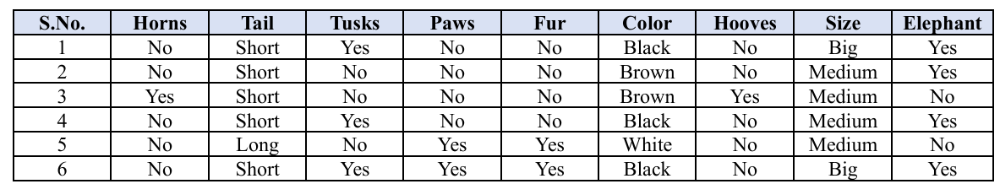 S.No. Horns Tail Tusks Paws Fur Color Hooves Size Elephant
1 No Short Yes No No Black No Big Yes
2 No Short No No No Brown No Medium Yes
3 Yes Short No No No Brown Yes Medium No
4 No Short Yes No No Black No Medium Yes
5 No Long No Yes Yes White No Medium No
6 No Short Yes Yes Yes Black No Big Yes